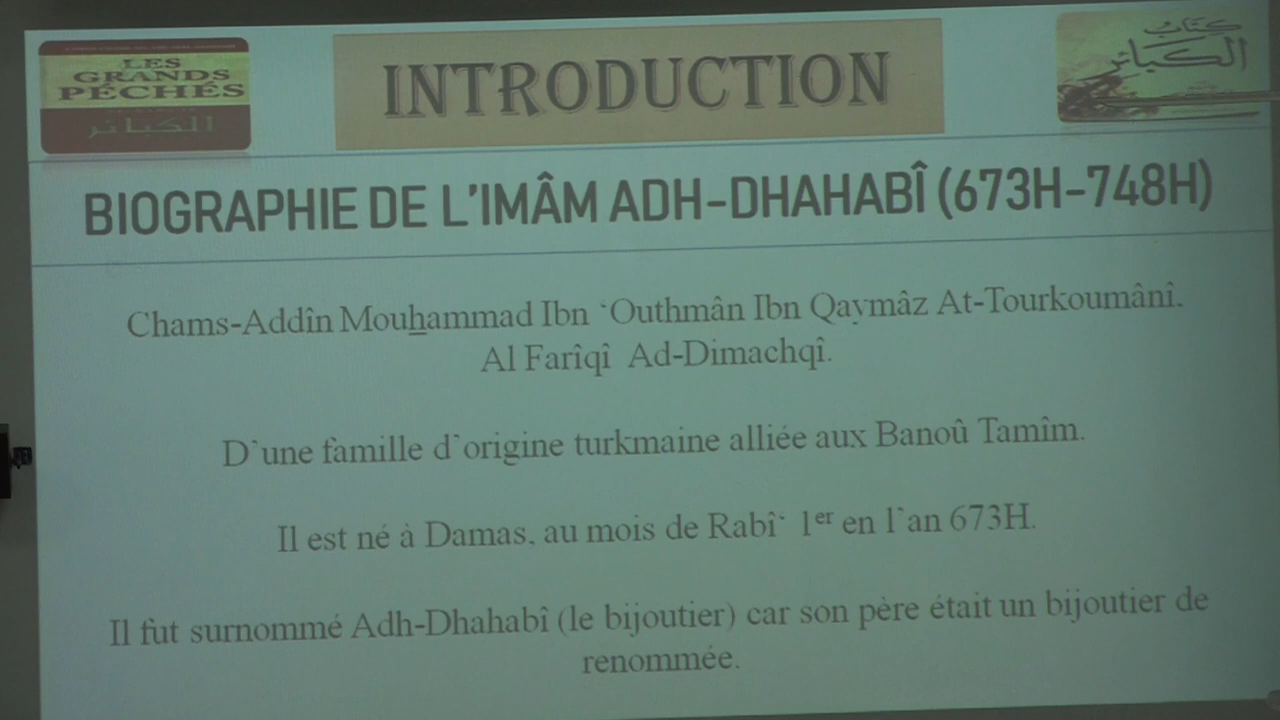 LES
GRANDS
PÉCHÉS
الكبائر
INTRODUCTION
كتاب
الكبائر
BIOGRAPHIE DE L'IMÂM ADH-DHAHABÎ (673H-748H)
Chams-Addîn Mouhammad Ibn ‘Outhmân Ibn Qaymâz At-Tourkoumânî.
Al Farîqî Ad-Dimachqî.
D’une famille d’origine turkmaine alliée aux Banoû Tamîm.
Il est né à Damas, au mois de Rabî‘ 1er en l’an 673H.
Il fut surnommé Adh-Dhahabî (le bijoutier) car son père était un bijoutier de
renommée.